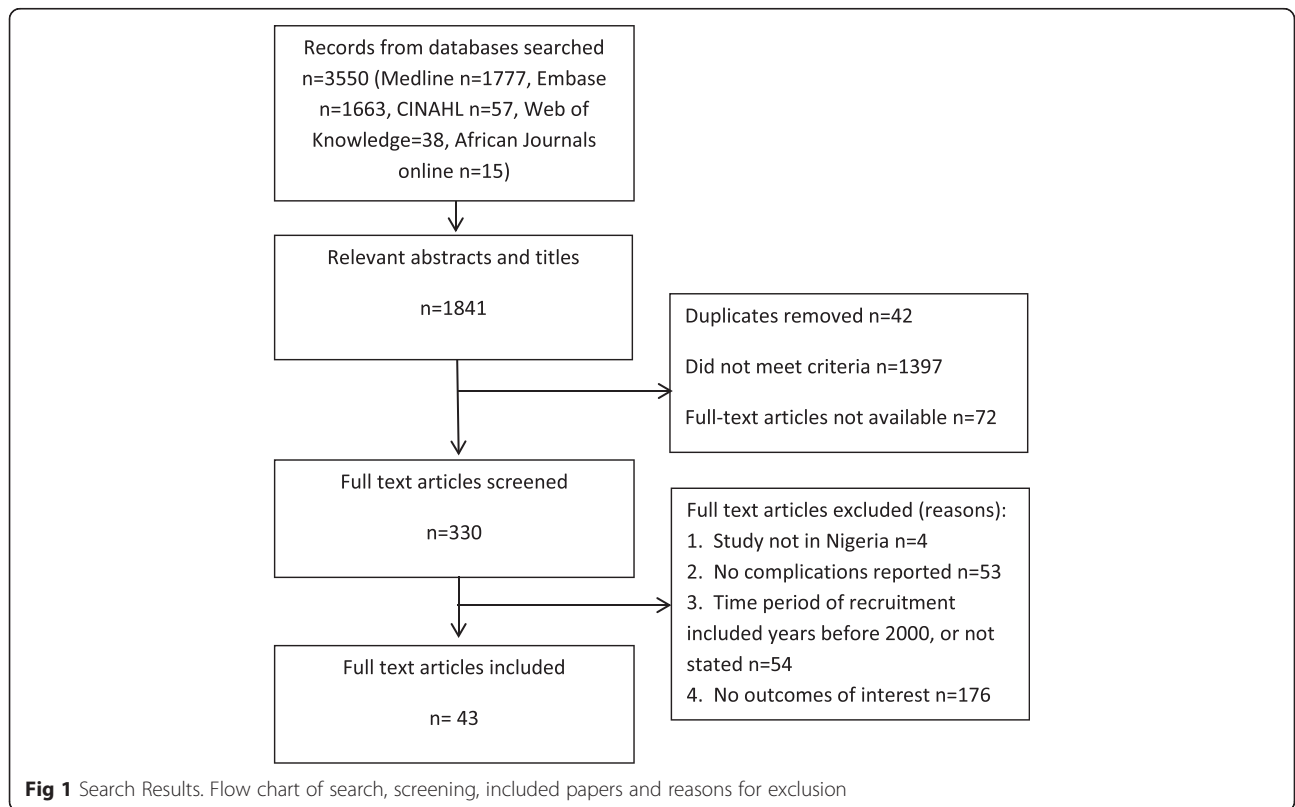 Records from databases searched
n=3550 (Medline n=1777, Embase
n=1663, CINAHL n=57, Web of
Knowledge=38, African Journals
online n=15)
Relevant abstracts and titles
n=1841
Duplicates removed n=42
Did not meet criteria n=1397
Full-text articles not available n=72
Full text articles screened
n=330
Full text articles excluded (reasons):
1. Study not in Nigeria n=4
2. No complications reported n=53
3. Time period of recruitment
included years before 2000, or not
stated n=54
4. No outcomes of interest n=176
Full text articles included
n= 43
Fig 1 Search Results. Flow chart of search, screening, included papers and reasons for exclusion